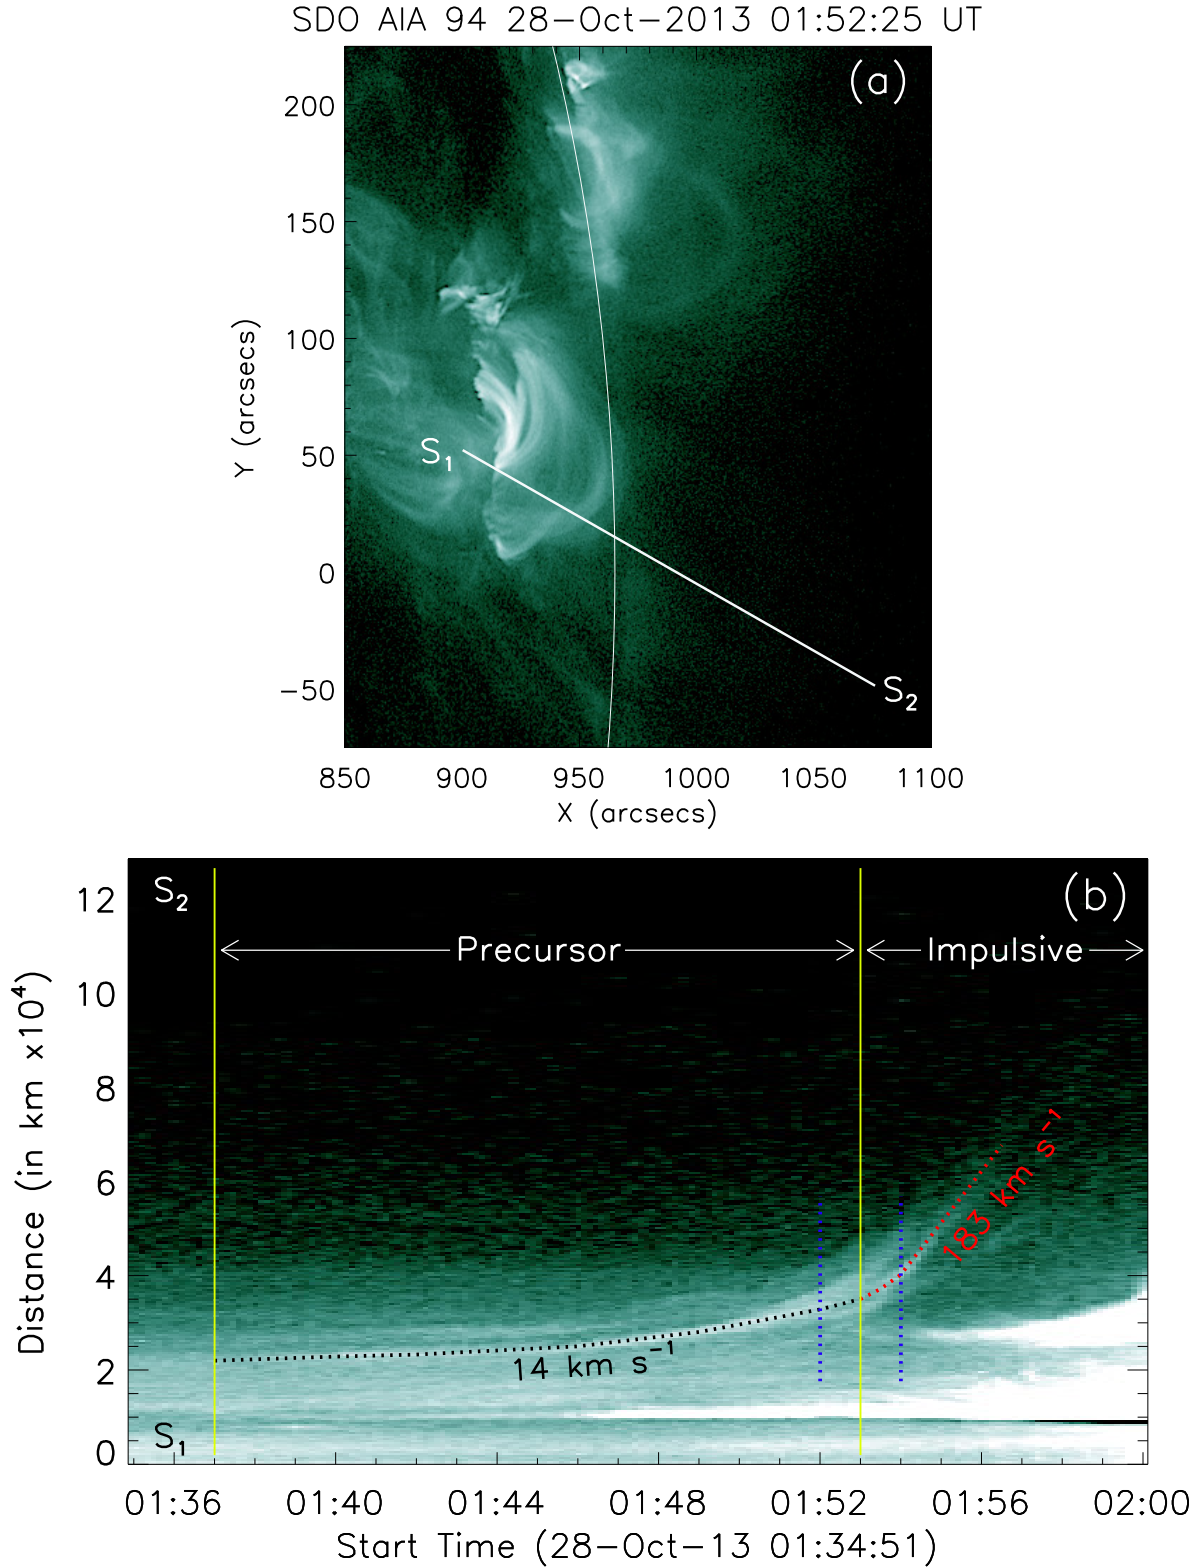 SDO AIA 94 28-Oct-2013 01:52:25 UT
(a)
200
150
100
50
0
-50
Y (arcsecs)
S1
S2
850 900 950 1000 1050 1100
X (arcsecs)
S2
(b)
Precursor
Impulsive
12
10
8
6
4
2
0
Distance (in km x10⁴)
183 km s⁻¹
14 km s⁻¹
S1
01:36 01:40 01:44 01:48 01:52 01:56 02:00
Start Time (28-Oct-13 01:34:51)